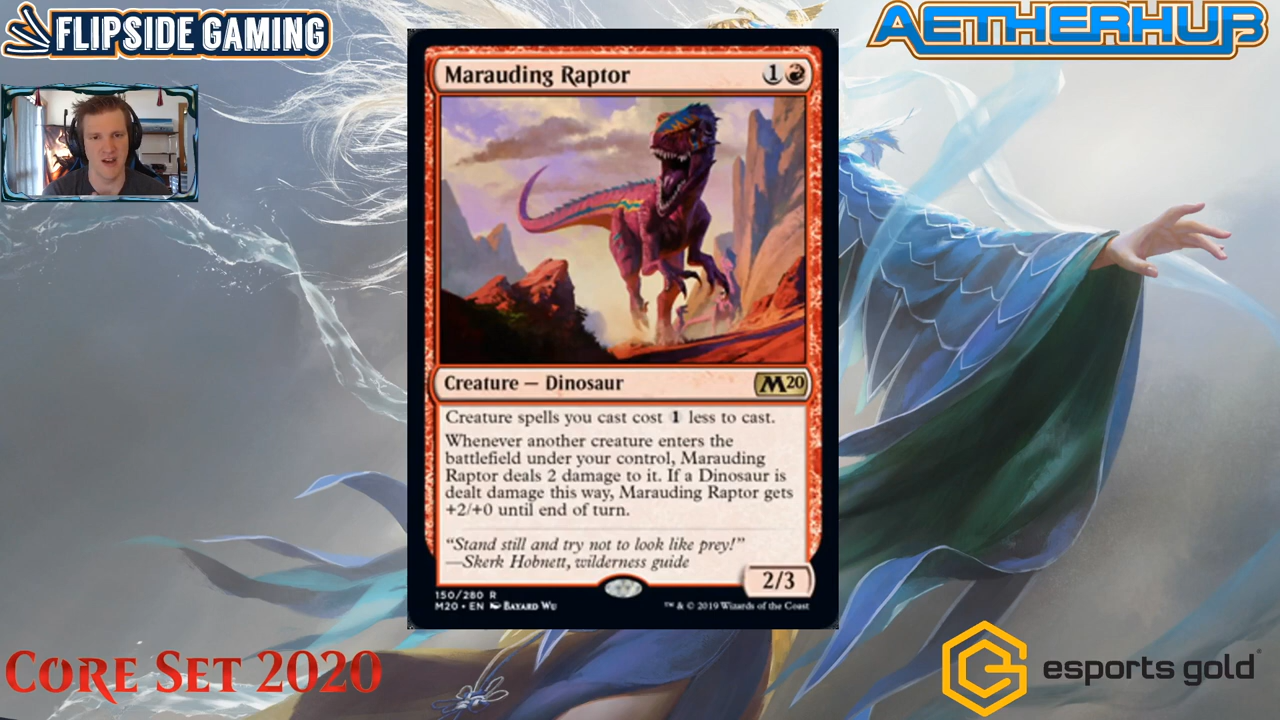 FLIPSIDE GAMING
AETHERHUB
Marauding Raptor 1
Creature — Dinosaur M20
Creature spells you cast cost 1 less to cast.
Whenever another creature enters the
battlefield under your control, Marauding
Raptor deals 2 damage to it. If a Dinosaur is
dealt damage this way, Marauding Raptor gets
+2/+0 until end of turn.
"Stand still and try not to look like prey!"
—Skerk Hobnett, wilderness guide
2/3
150/280 R
M20 • EN Bayard Wu
™ & © 2019 Wizards of the Coast
Core Set 2020
esports gold